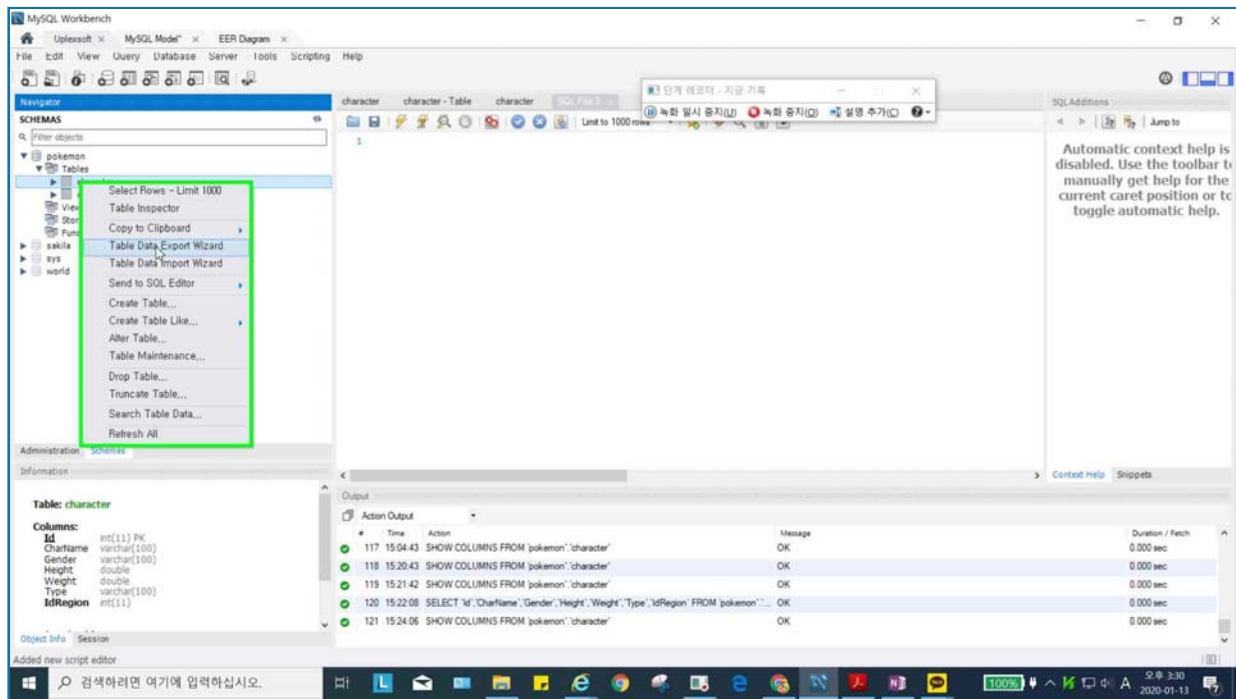 MySQL Workbench
Uplexsoft × MySQL Model* × EER Diagram ×
File Edit View Query Database Server Tools Scripting Help
단계 레코더 - 지금 기록
녹화 일시 중지(U) 녹화 중지(O) 설명 추가(C)
Navigator
SCHEMAS
Filter objects
pokemon
Tables
sakila
sys
world
Select Rows - Limit 1000
Table Inspector
Copy to Clipboard
Table Data Export Wizard
Table Data Import Wizard
Send to SQL Editor
Create Table...
Create Table Like...
Alter Table...
Table Maintenance...
Drop Table...
Truncate Table...
Search Table Data...
Refresh All
Administration Schemas
character character - Table character
Limit to 1000 rows
1
SQLAdditions
Jump to
Automatic context help is
disabled. Use the toolbar
manually get help for the
current caret position or
toggle automatic help.
Context Help Snippets
Information
Table: character
Columns:
Id int(11) PK
CharName varchar(100)
Gender varchar(100)
Height double
Weight double
Type varchar(100)
IdRegion int(11)
Object Info Session
Output
Action Output
# Time Action Message Duration / Fetch
117 15:04:43 SHOW COLUMNS FROM `pokemon`.`character` OK 0.000 sec
118 15:20:43 SHOW COLUMNS FROM `pokemon`.`character` OK 0.000 sec
119 15:21:42 SHOW COLUMNS FROM `pokemon`.`character` OK 0.000 sec
120 15:22:08 SELECT `Id`,`CharName`,`Gender`,`Height`,`Weight`,`Type`,`IdRegion` FROM `pokemon`.`... OK 0.000 sec
121 15:24:06 SHOW COLUMNS FROM `pokemon`.`character` OK 0.000 sec
Added new script editor
검색하려면 여기에 입력하십시오.
100% A 오후 3:30
2020-01-13